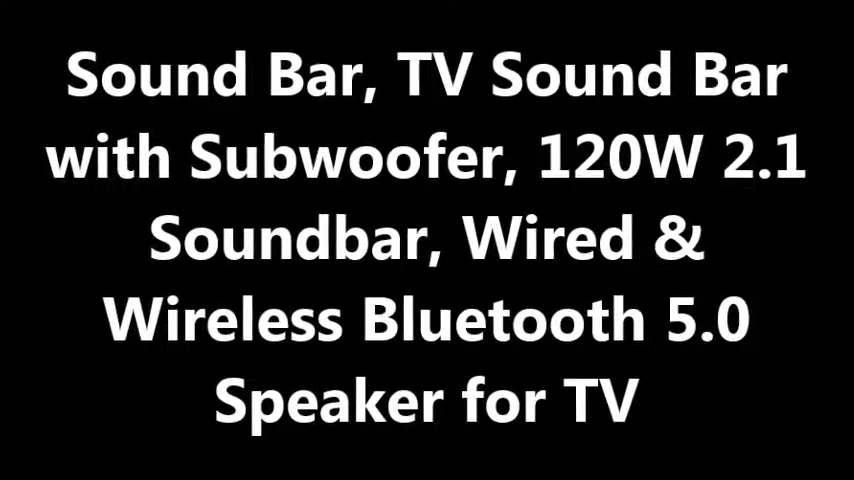 Sound Bar, TV Sound Bar
with Subwoofer, 120W 2.1
Soundbar, Wired &
Wireless Bluetooth 5.0
Speaker for TV